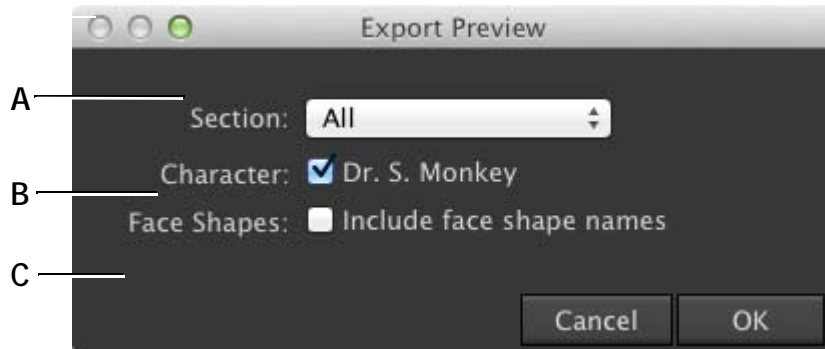 Export Preview
A
Section: All
Character: Dr. S. Monkey
B
Face Shapes: Include face shape names
C
Cancel OK